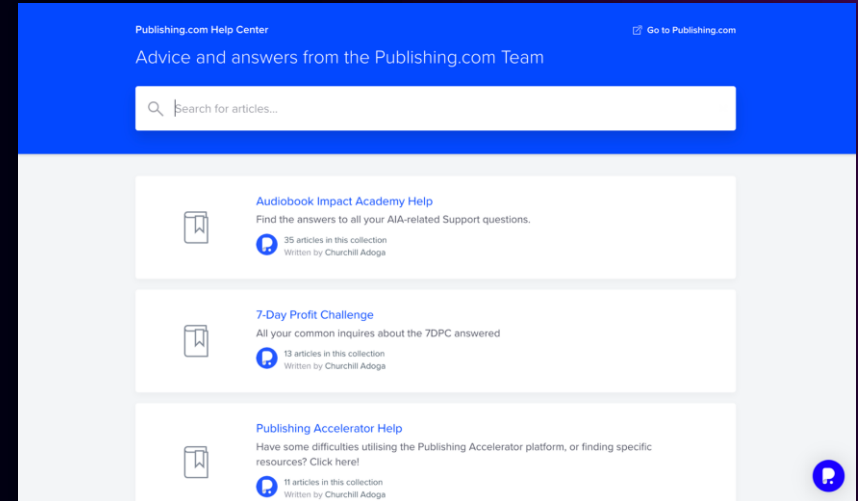 Publishing.com Help Center
Go to Publishing.com
Advice and answers from the Publishing.com Team
Search for articles...
Audiobook Impact Academy Help
Find the answers to all your AIA-related Support questions.
35 articles in this collection
Written by Churchill Adoga
7-Day Profit Challenge
All your common inquires about the 7DPC answered
13 articles in this collection
Written by Churchill Adoga
Publishing Accelerator Help
Have some difficulties utilising the Publishing Accelerator platform, or finding specific
resources? Click here!
11 articles in this collection
Written by Churchill Adoga